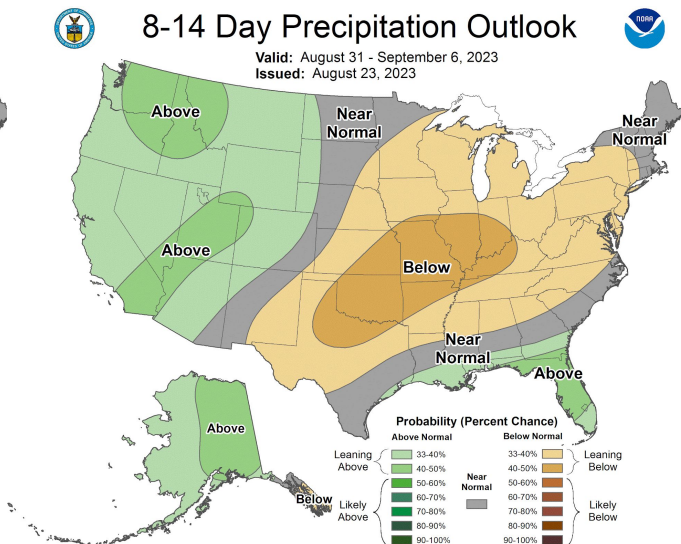 8-14 Day Precipitation Outlook
NOAA
Valid: August 31 - September 6, 2023
Issued: August 23, 2023
Above
Near
Normal
Near
Normal
Above
Below
Near
Normal
Above
Above
Below
Probability (Percent Chance)
Above Normal
Below Normal
Leaning
Above
33-40%
40-50%
50-60%
60-70%
70-80%
80-90%
90-100%
Likely
Above
Near
Normal
33-40%
40-50%
50-60%
60-70%
70-80%
80-90%
90-100%
Leaning
Below
Likely
Below